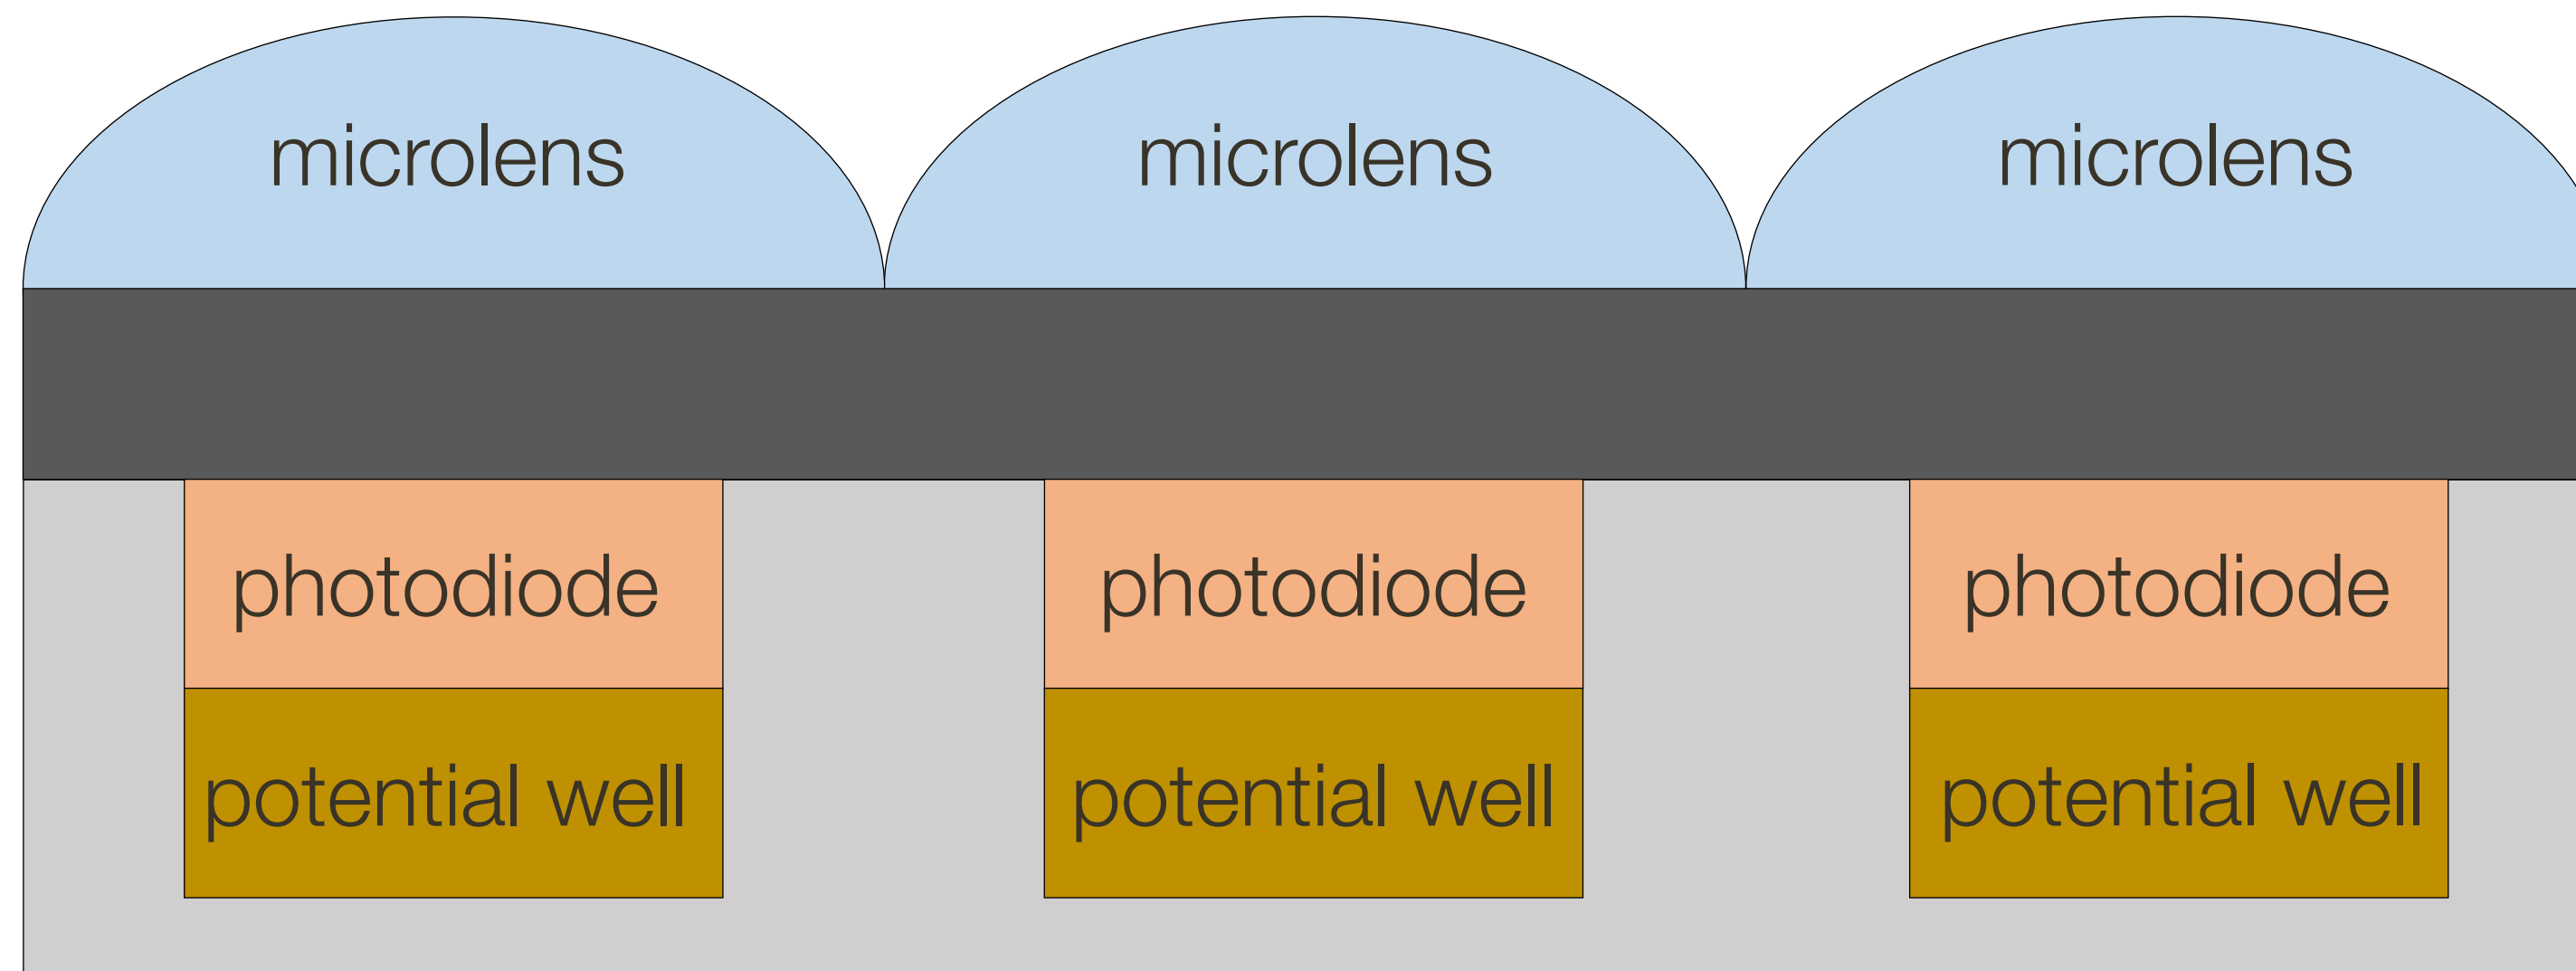 microlens
microlens
microlens
photodiode
photodiode
photodiode
potential well
potential well
potential well